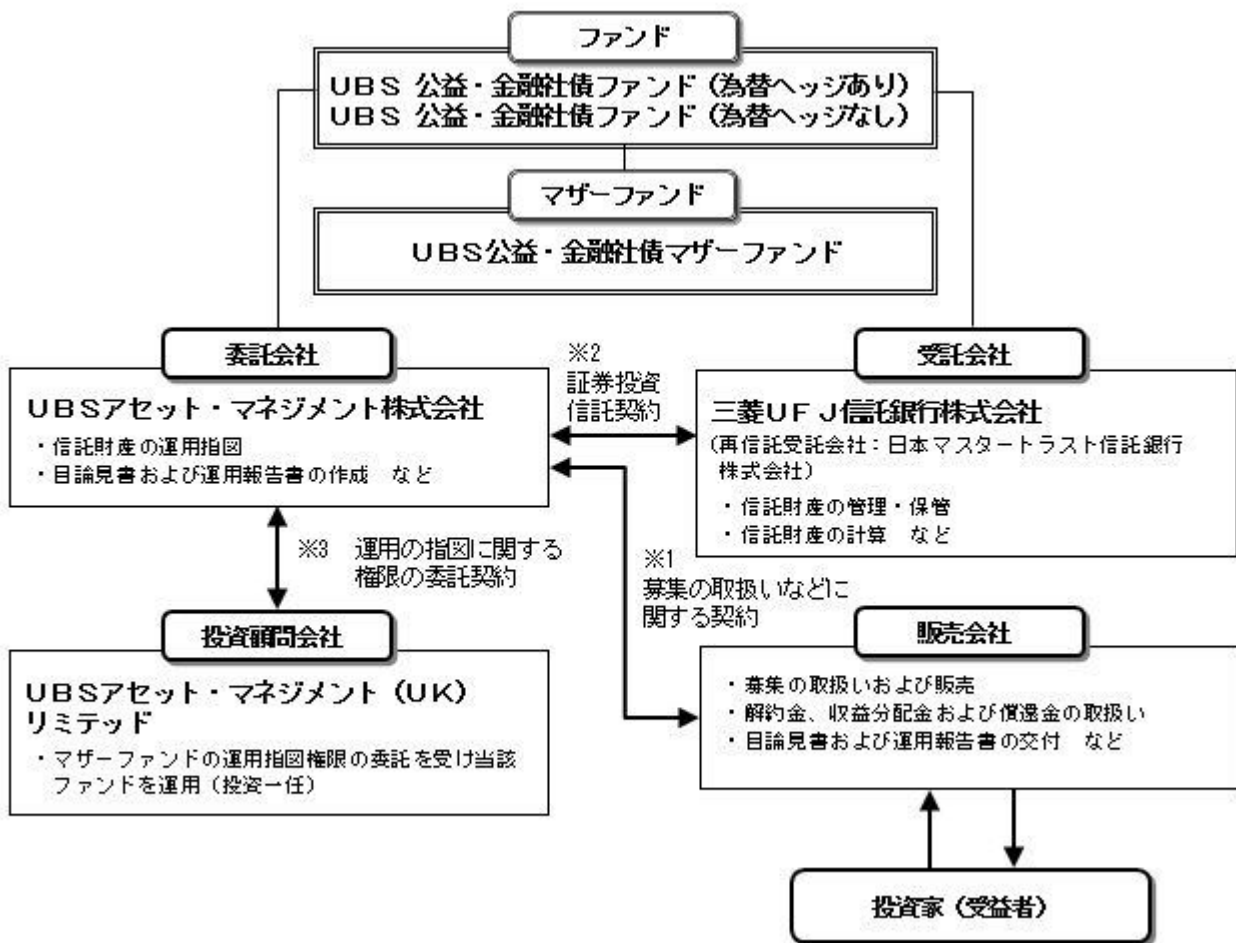 ファンド
UBS 公益・金融社債ファンド（為替ヘッジあり）
UBS 公益・金融社債ファンド（為替ヘッジなし）
マザーファンド
UBS公益・金融社債マザーファンド
委託会社
UBSアセット・マネジメント株式会社
・信託財産の運用指図
・目論見書および運用報告書の作成　など
※2
証券投資
信託契約
受託会社
三菱UFJ信託銀行株式会社
（再信託受託会社：日本マスタートラスト信託銀行
株式会社）
・信託財産の管理・保管
・信託財産の計算　など
※3　運用の指図に関する
権限の委託契約
※1
募集の取扱いなどに
関する契約
投資顧問会社
UBSアセット・マネジメント（UK）
リミテッド
・マザーファンドの運用指図権限の委託を受け当該
ファンドを運用（投資一任）
販売会社
・募集の取扱いおよび販売
・解約金、収益分配金および償還金の取扱い
・目論見書および運用報告書の交付　など
投資家（受益者）